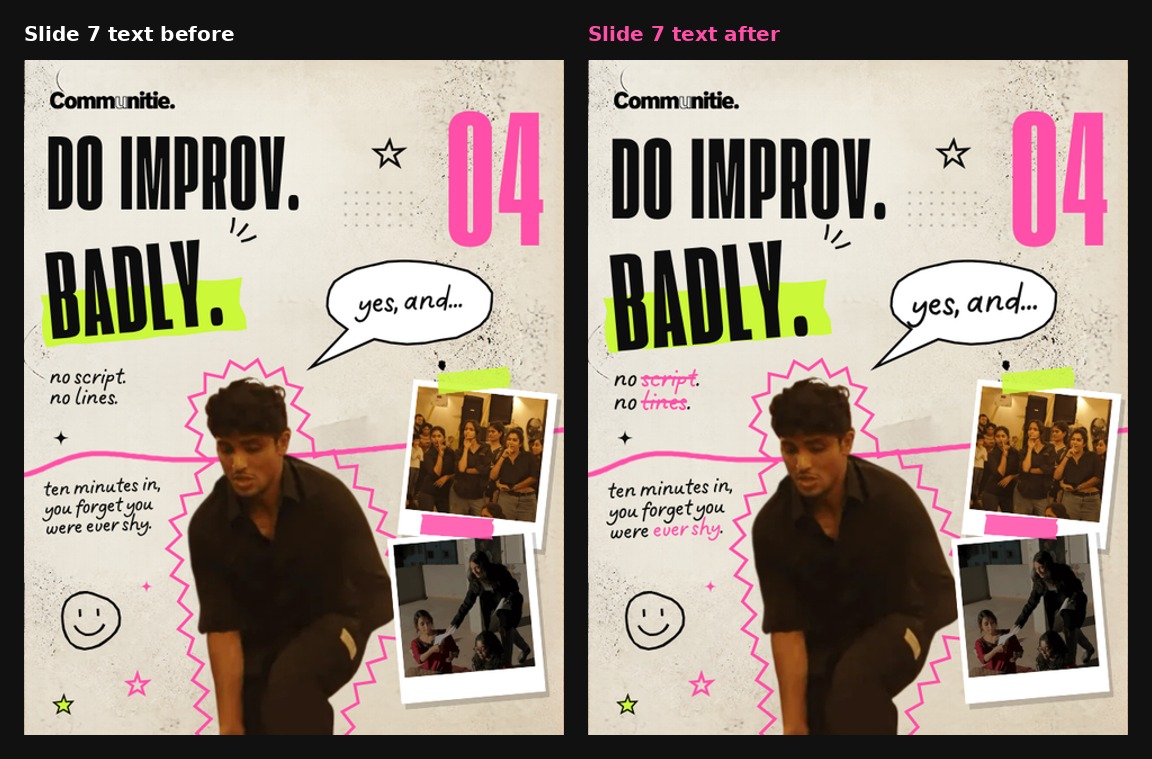 Slide 7 text before
Communitie.
04
DO IMPROV.
BADLY.
yes, and...
no script.
no lines.
ten minutes in,
you forget you
were ever shy.
Slide 7 text after
Communitie.
04
DO IMPROV.
BADLY.
yes, and...
no script.
no lines.
ten minutes in,
you forget you
were ever shy.